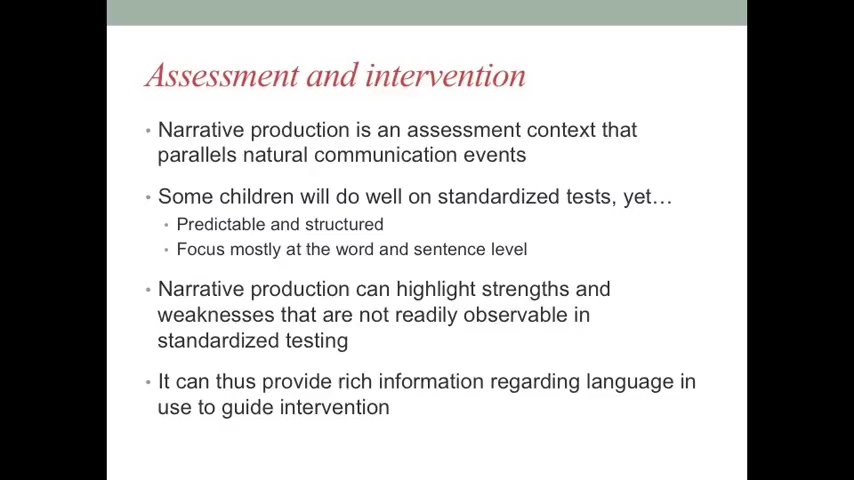 Assessment and intervention
• Narrative production is an assessment context that
parallels natural communication events
• Some children will do well on standardized tests, yet…
• Predictable and structured
• Focus mostly at the word and sentence level
• Narrative production can highlight strengths and
weaknesses that are not readily observable in
standardized testing
• It can thus provide rich information regarding language in
use to guide intervention